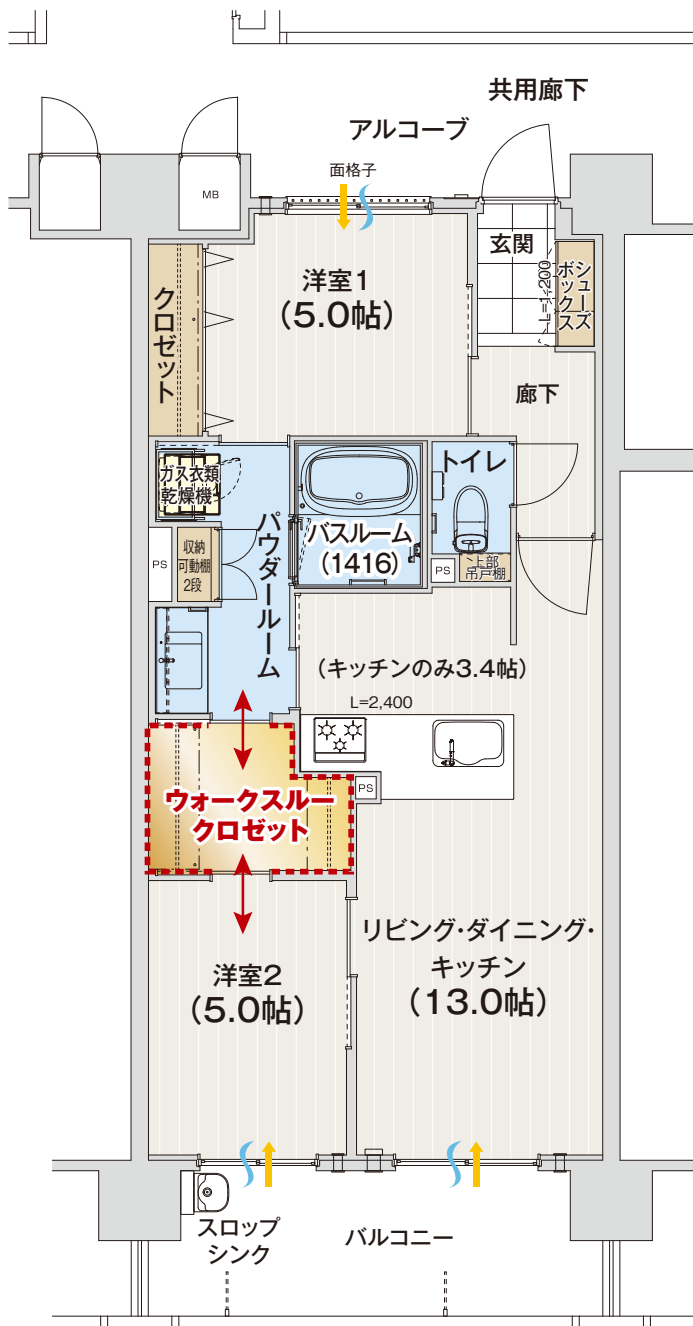 共用廊下
アルコーブ
面格子
MB
玄関
L=1,200
シューズ
ボックス
洋室1
(5.0帖)
クロゼット
廊下
ガス衣類
乾燥機
トイレ
バスルーム
(1416)
パウダールーム
収納
可動棚
2段
PS
PS
上部
吊戸棚
(キッチンのみ3.4帖)
L=2,400
PS
ウォークスルー
クロゼット
リビング・ダイニング・
キッチン
(13.0帖)
洋室2
(5.0帖)
スロップ
シンク
バルコニー